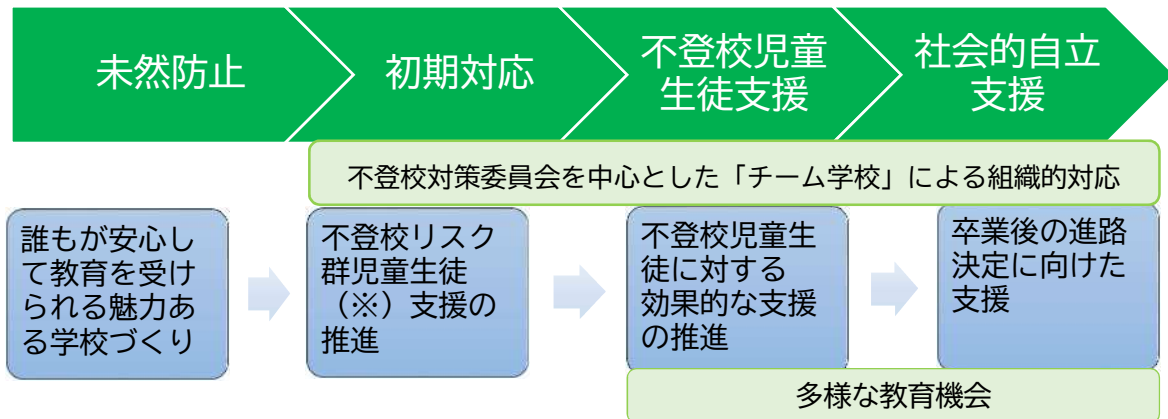 未然防止
初期対応
不登校児童
生徒支援
社会的自立
支援
不登校対策委員会を中心とした「チーム学校」による組織的対応
誰もが安心し
て教育を受け
られる魅力あ
る学校づくり
不登校リスク
群児童生徒
（※）支援の
推進
不登校児童生
徒に対する
効果的な支援
の推進
卒業後の進路
決定に向けた
支援
多様な教育機会